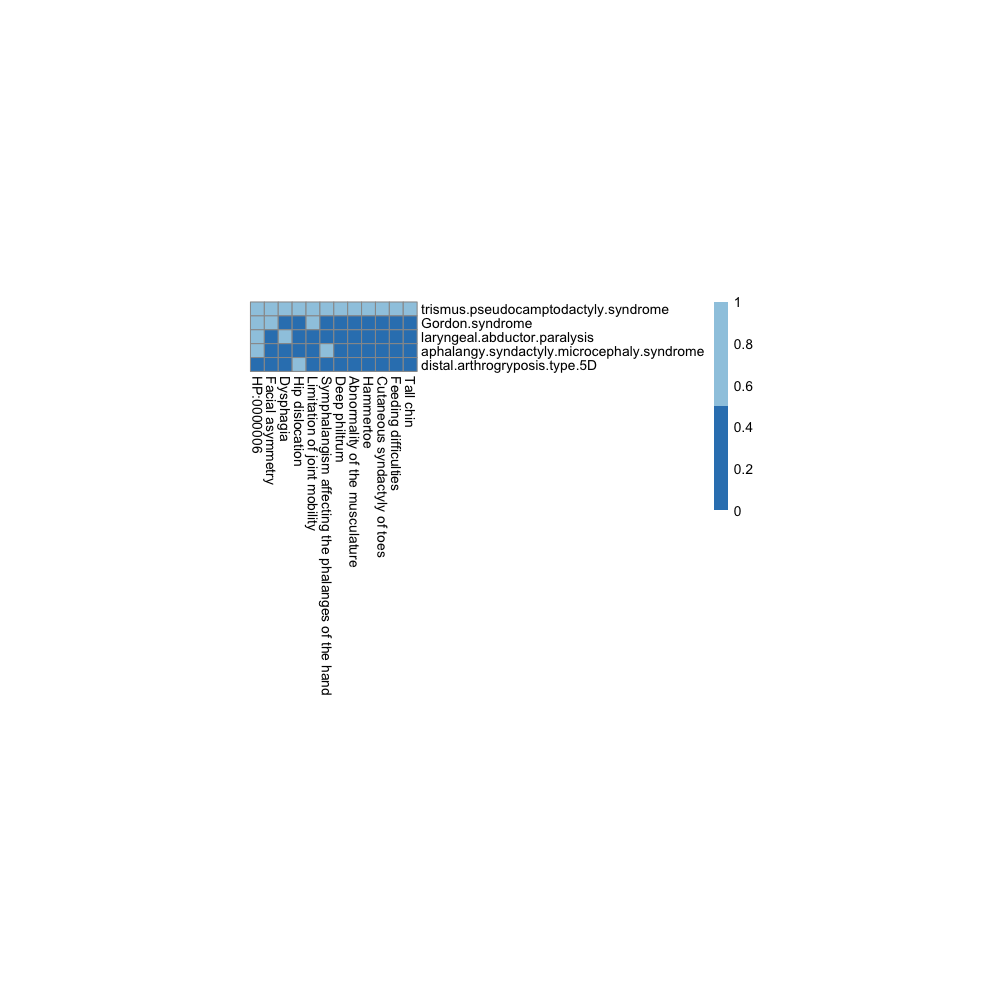 trismus.pseudocamptodactyly.syndrome
Gordon.syndrome
laryngeal.abductor.paralysis
aphalangy.syndactyly.microcephaly.syndrome
distal.arthrogryposis.type.5D
HP:0000006
Facial asymmetry
Dysphagia
Hip dislocation
Limitation of joint mobility
Symphalangism affecting the phalanges of the hand
Deep philtrum
Abnormality of the musculature
Hammertoe
Cutaneous syndactyly of toes
Feeding difficulties
Tall chin
1
0.8
0.6
0.4
0.2
0